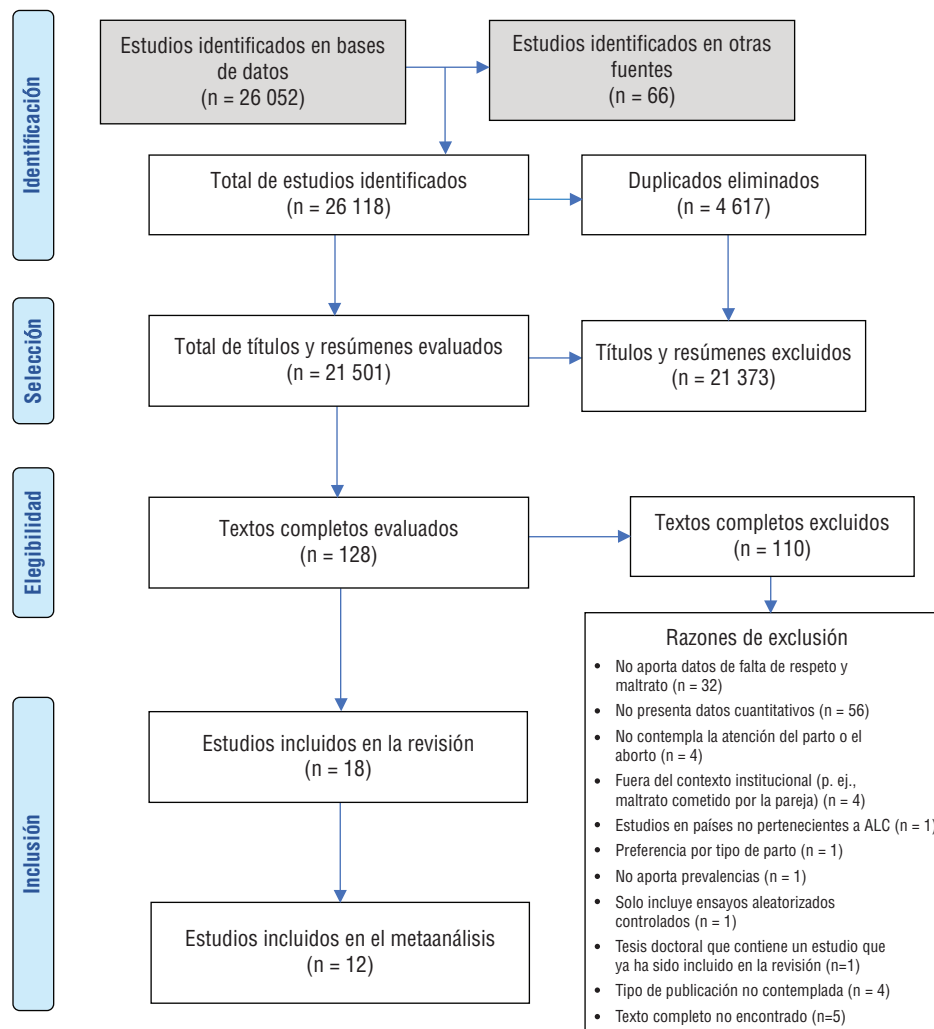 Identificación
Estudios identificados en bases
de datos
(n = 26 052)
Estudios identificados en otras
fuentes
(n = 66)
Total de estudios identificados
(n = 26 118)
Duplicados eliminados
(n = 4 617)
Selección
Total de títulos y resúmenes evaluados
(n = 21 501)
Títulos y resúmenes excluidos
(n = 21 373)
Elegibilidad
Textos completos evaluados
(n = 128)
Textos completos excluidos
(n = 110)
Razones de exclusión
• No aporta datos de falta de respeto y
maltrato (n = 32)
• No presenta datos cuantitativos (n = 56)
• No contempla la atención del parto o el
aborto (n = 4)
• Fuera del contexto institucional (p. ej.,
maltrato cometido por la pareja) (n = 4)
• Estudios en países no pertenecientes a ALC (n = 1)
• Preferencia por tipo de parto (n = 1)
• No aporta prevalencias (n = 1)
• Solo incluye ensayos aleatorizados
controlados (n = 1)
• Tesis doctoral que contiene un estudio que
ya ha sido incluido en la revisión (n=1)
• Tipo de publicación no contemplada (n = 4)
• Texto completo no encontrado (n=5)
Inclusión
Estudios incluidos en la revisión
(n = 18)
Estudios incluidos en el metaanálisis
(n = 12)